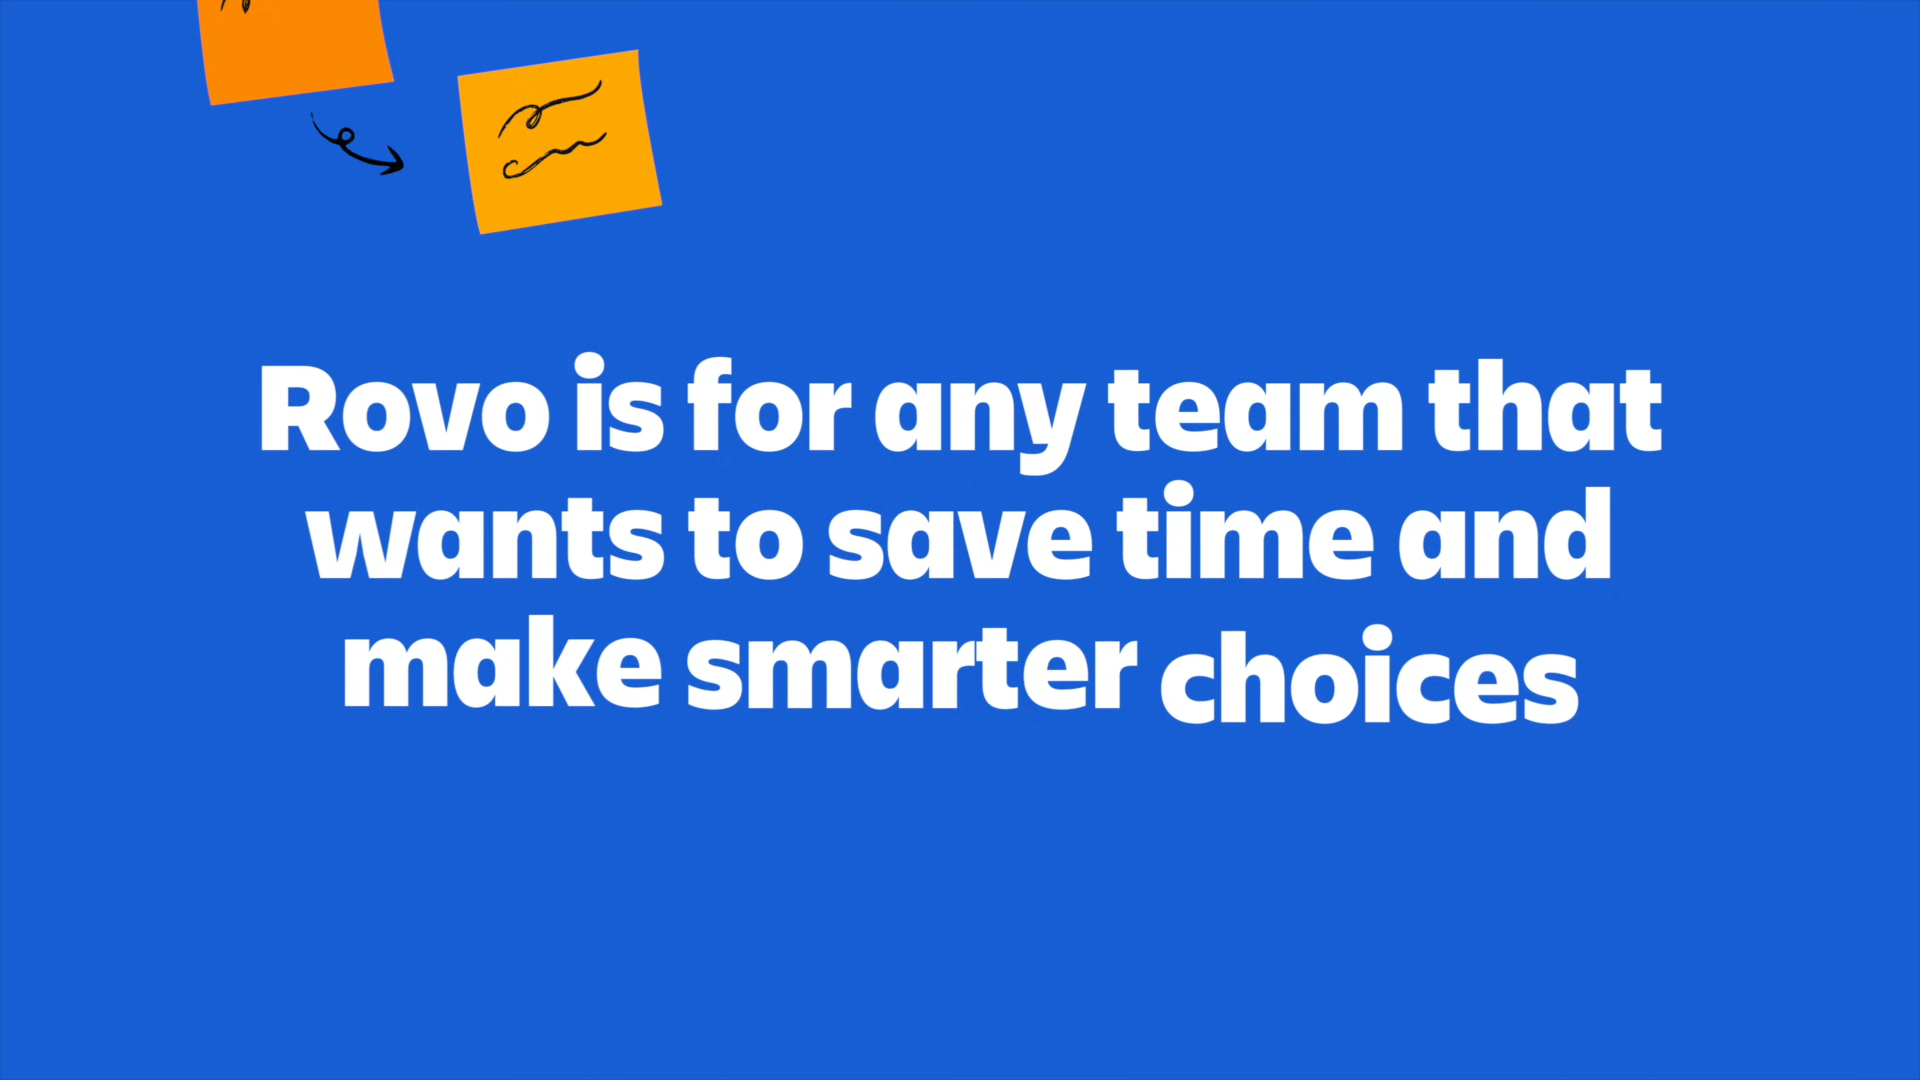 Rovo is for any team that
wants to save time and
make smarter choices